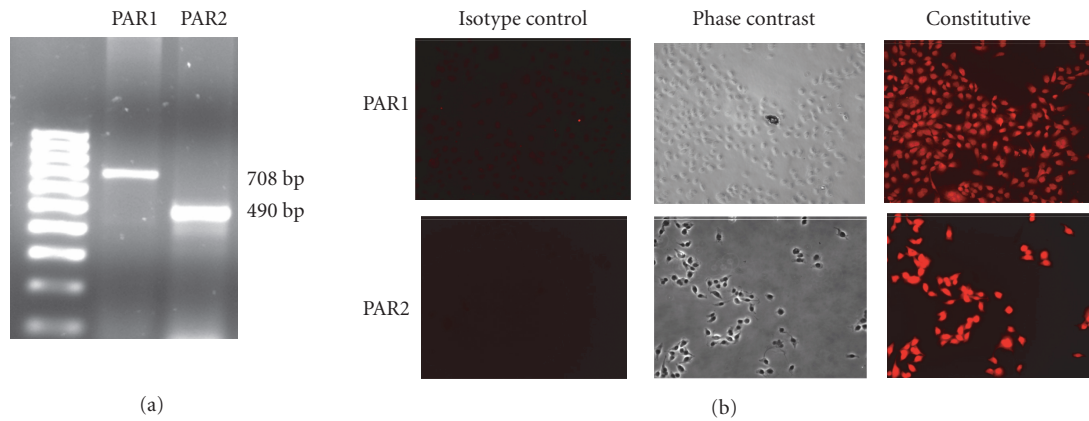 PAR1 PAR2
708 bp
490 bp
(a)
Isotype control Phase contrast Constitutive
PAR1
PAR2
(b)